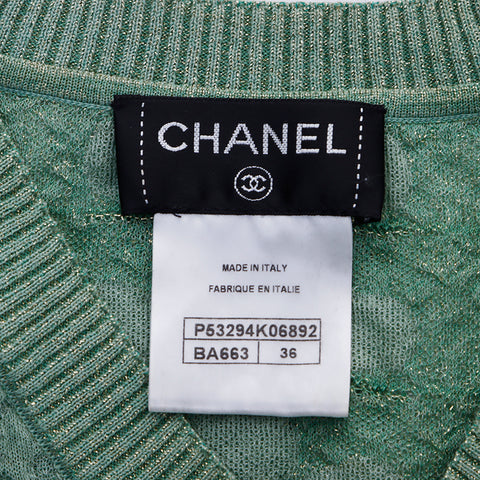 CHANEL
MADE IN ITALY
FABRIQUE EN ITALIE
P53294K06892
BA663 36